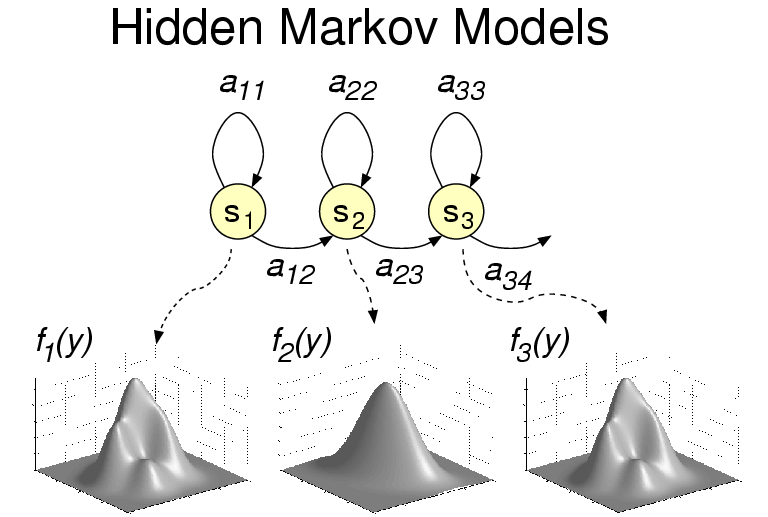 Hidden Markov Models
a11 a22 a33
s1 s2 s3
a12 a23 a34
f1(y) f2(y) f3(y)